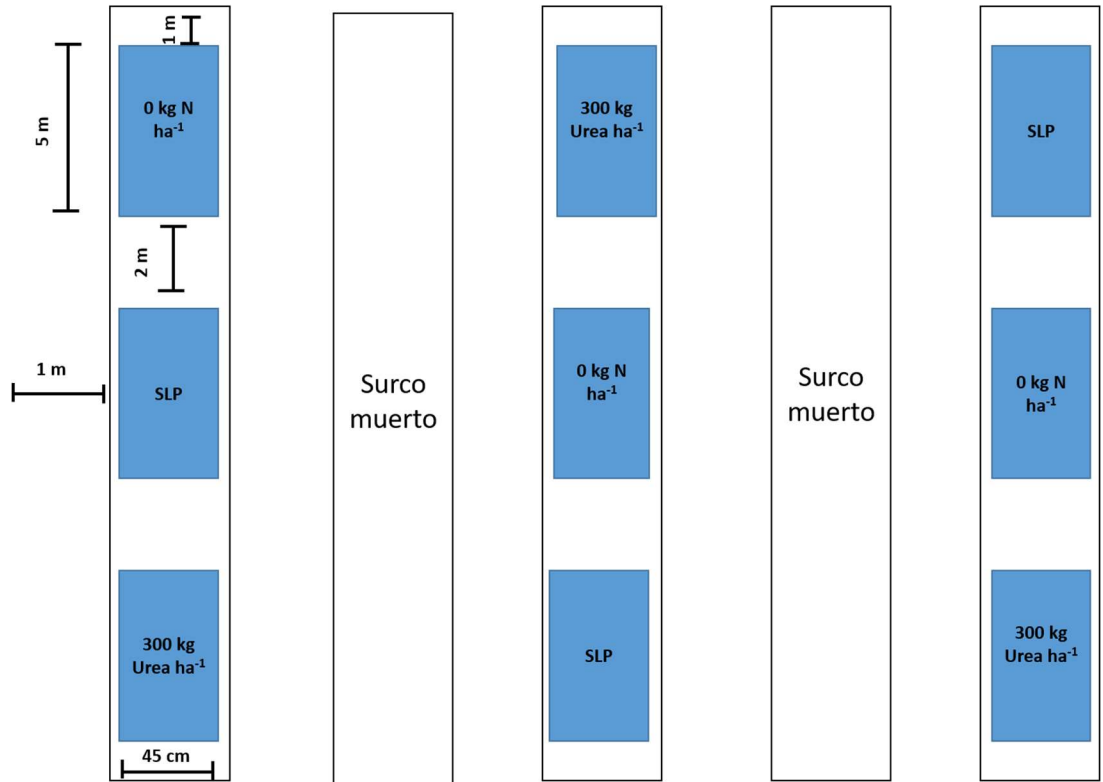 1 m
5 m
0 kg N
ha⁻¹
300 kg
Urea ha⁻¹
SLP
2 m
1 m
SLP
Surco
muerto
0 kg N
ha⁻¹
Surco
muerto
0 kg N
ha⁻¹
300 kg
Urea ha⁻¹
SLP
300 kg
Urea ha⁻¹
45 cm